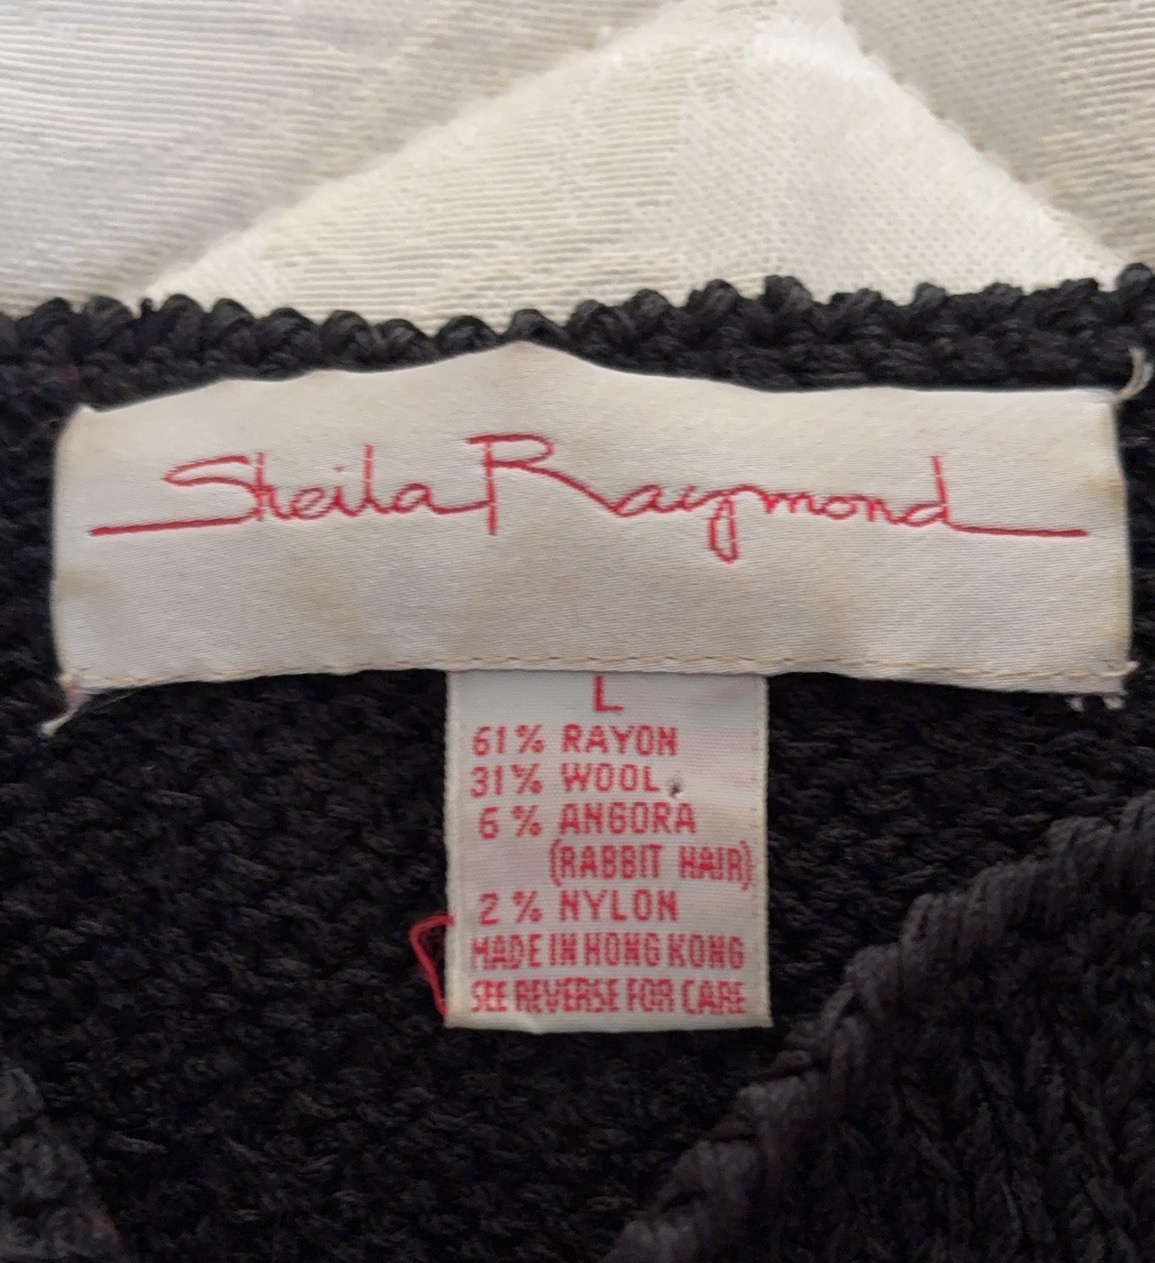 Sheila Raymond
L
61% RAYON
31% WOOL
6% ANGORA
(RABBIT HAIR)
2% NYLON
MADE IN HONG KONG
SEE REVERSE FOR CARE